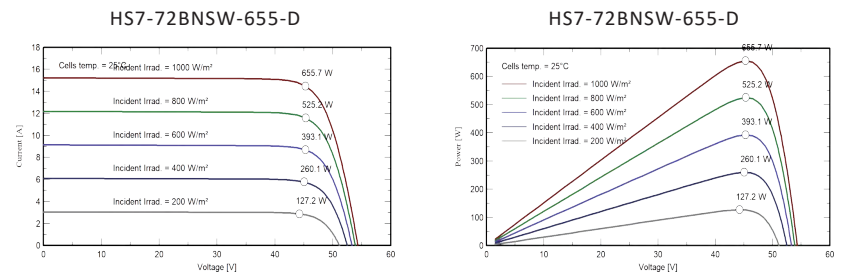 HS7-72BNSW-655-D
18
16
14
12
10
8
6
4
2
0
Current [A]
Cells temp. = 25°C
Incident Irrad. = 1000 W/m²
655.7 W
Incident Irrad. = 800 W/m²
525.2 W
Incident Irrad. = 600 W/m²
393.1 W
Incident Irrad. = 400 W/m²
260.1 W
Incident Irrad. = 200 W/m²
127.2 W
0 10 20 30 40 50 60
Voltage [V]
HS7-72BNSW-655-D
700
600
500
400
300
200
100
0
Power [W]
Cells temp. = 25°C
Incident Irrad. = 1000 W/m²
Incident Irrad. = 800 W/m²
Incident Irrad. = 600 W/m²
Incident Irrad. = 400 W/m²
Incident Irrad. = 200 W/m²
655.7 W
525.2 W
393.1 W
260.1 W
127.2 W
0 10 20 30 40 50 60
Voltage [V]